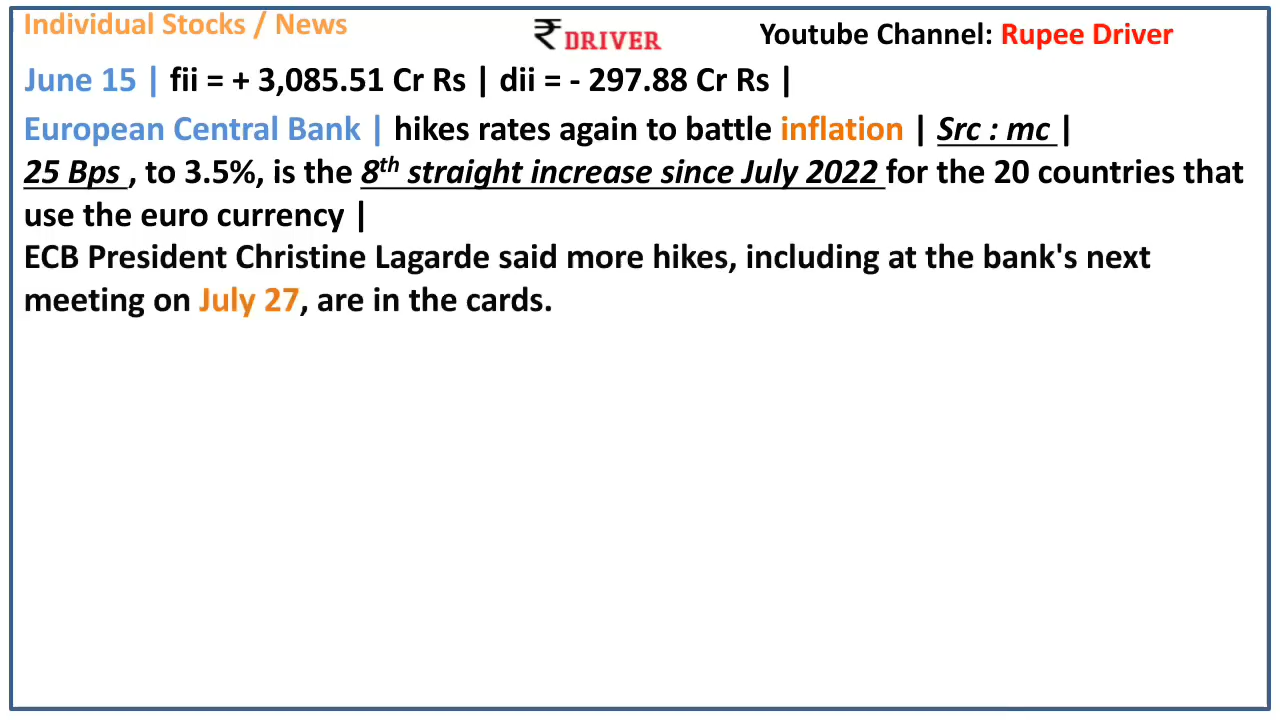 Individual Stocks / News
₹ DRIVER
Youtube Channel: Rupee Driver
June 15 | fii = + 3,085.51 Cr Rs | dii = - 297.88 Cr Rs |
European Central Bank | hikes rates again to battle inflation | Src : mc |
25 Bps , to 3.5%, is the 8th straight increase since July 2022 for the 20 countries that
use the euro currency |
ECB President Christine Lagarde said more hikes, including at the bank's next
meeting on July 27, are in the cards.